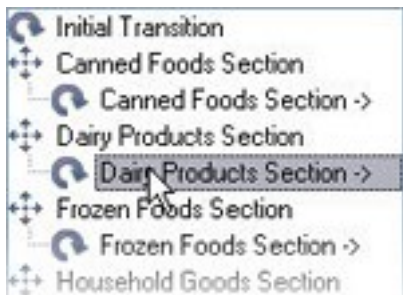 Initial Transition
Canned Foods Section
Canned Foods Section ->
Dairy Products Section
Dairy Products Section ->
Frozen Foods Section
Frozen Foods Section ->
Household Goods Section